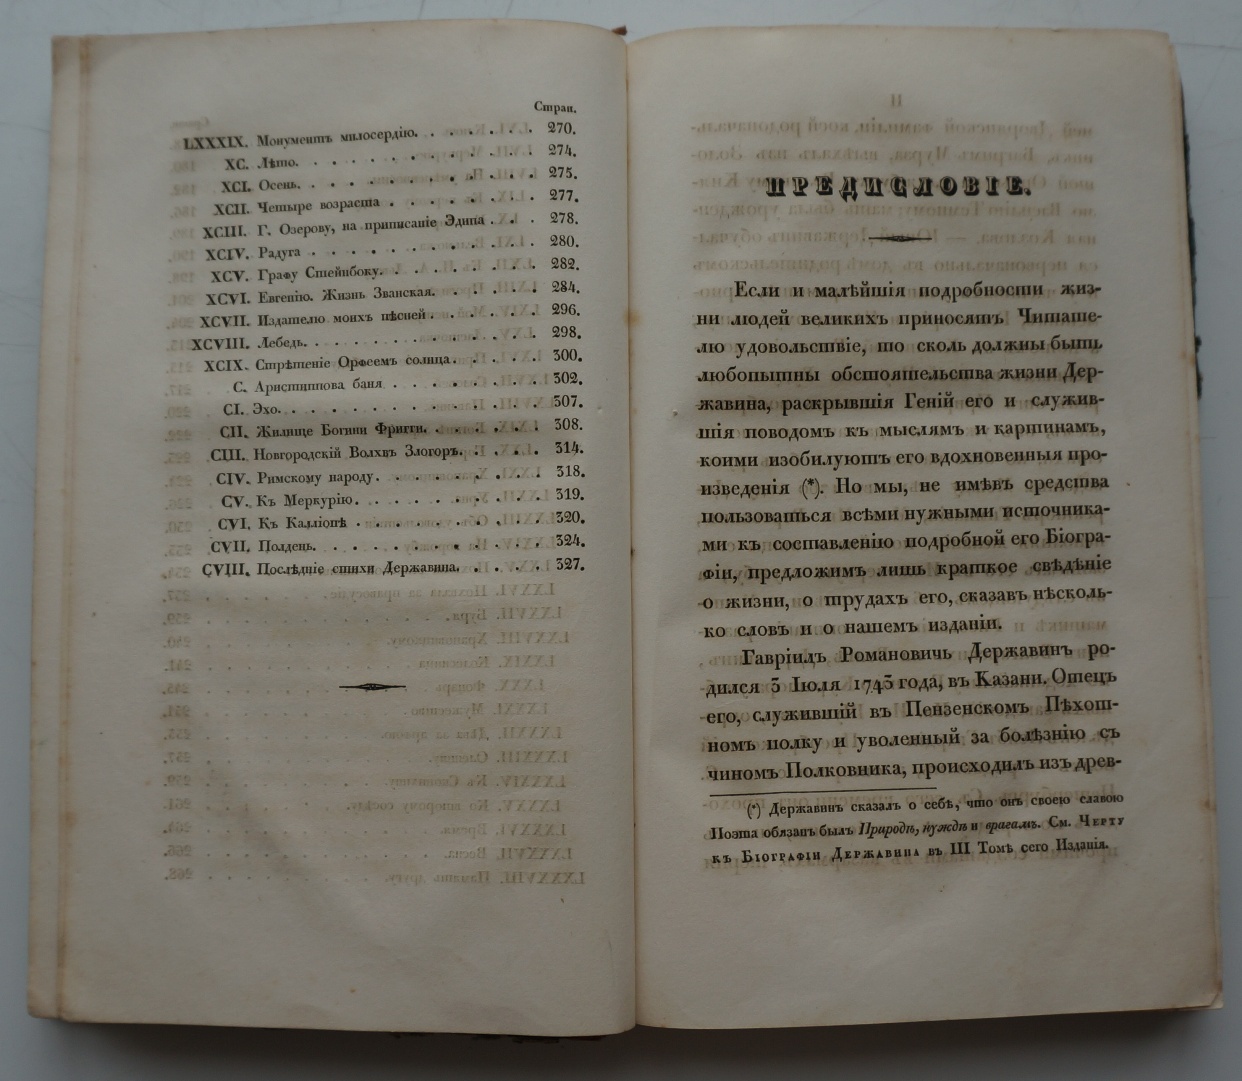 Стран.
LXXXIX. Монументъ милосердію. . . . . . . 270.
XC. Лѣто. . . . . . . . . . . . . 274.
XCI. Осень. . . . . . . . . . . . . 275.
XCII. Четыре возраста . . . . . . . . 277.
XCIII. Г. Озерову, на приписаніе Эдипа . . . 278.
XCIV. Радуга . . . . . . . . . . . . 280.
XCV. Графу Стейнбоку. . . . . . . . . 282.
XCVI. Евгенію. Жизнь Званская. . . . . . 284.
XCVII. Издателю моихъ пѣсней . . . . . . 296.
XCVIII. Лебедь. . . . . . . . . . . . . 298.
XCIX. Стрѣтеніе Орфеемъ солнца. . . . . . 300.
C. Аристиппова баня . . . . . . . . 302.
CI. Эхо. . . . . . . . . . . . . . 307.
CII. Жилище Богини Фригги. . . . . . . 308.
CIII. Новгородскій Волхвъ Злогоръ. . . . . 314.
CIV. Римскому народу. . . . . . . . . 318.
CV. Къ Меркурію. . . . . . . . . . 319.
CVI. Къ Калліопѣ . . . . . . . . . . 320.
CVII. Полдень. . . . . . . . . . . . 324.
CVIII. Послѣдніе стихи Державина. . . . . 327.
ПРЕДИСЛОВІЕ.
Если и малѣйшія подробности жиз-
ни людей великихъ приносятъ Читате-
лю удовольствіе, то сколь должны быть
любопытны обстоятельства жизни Дер-
жавина, раскрывшія Геній его и служив-
шія поводомъ къ мыслямъ и картинамъ,
коими изобилуютъ его вдохновенныя про-
изведенія (*). Но мы, не имѣвъ средства
пользоваться всѣми нужными источника-
ми къ составленію подробной его Біогра-
фіи, предложимъ лишь краткое свѣдѣніе
о жизни, о трудахъ его, сказавъ нѣсколь-
ко словъ и о нашемъ изданіи.
Гавріилъ Романовичь Державинъ ро-
дился 3 Іюля 1743 года, въ Казани. Отецъ
его, служившій въ Пензенскомъ Пѣхот-
номъ полку и уволенный за болѣзнію съ
чиномъ Полковника, происходилъ изъ древ-
(*) Державинъ сказалъ о себѣ, что онъ своею славою
Поэта обязанъ былъ Природѣ, нуждѣ и врагамъ. См. Черту
къ Біографіи Державина въ III Томѣ сего Изданія.